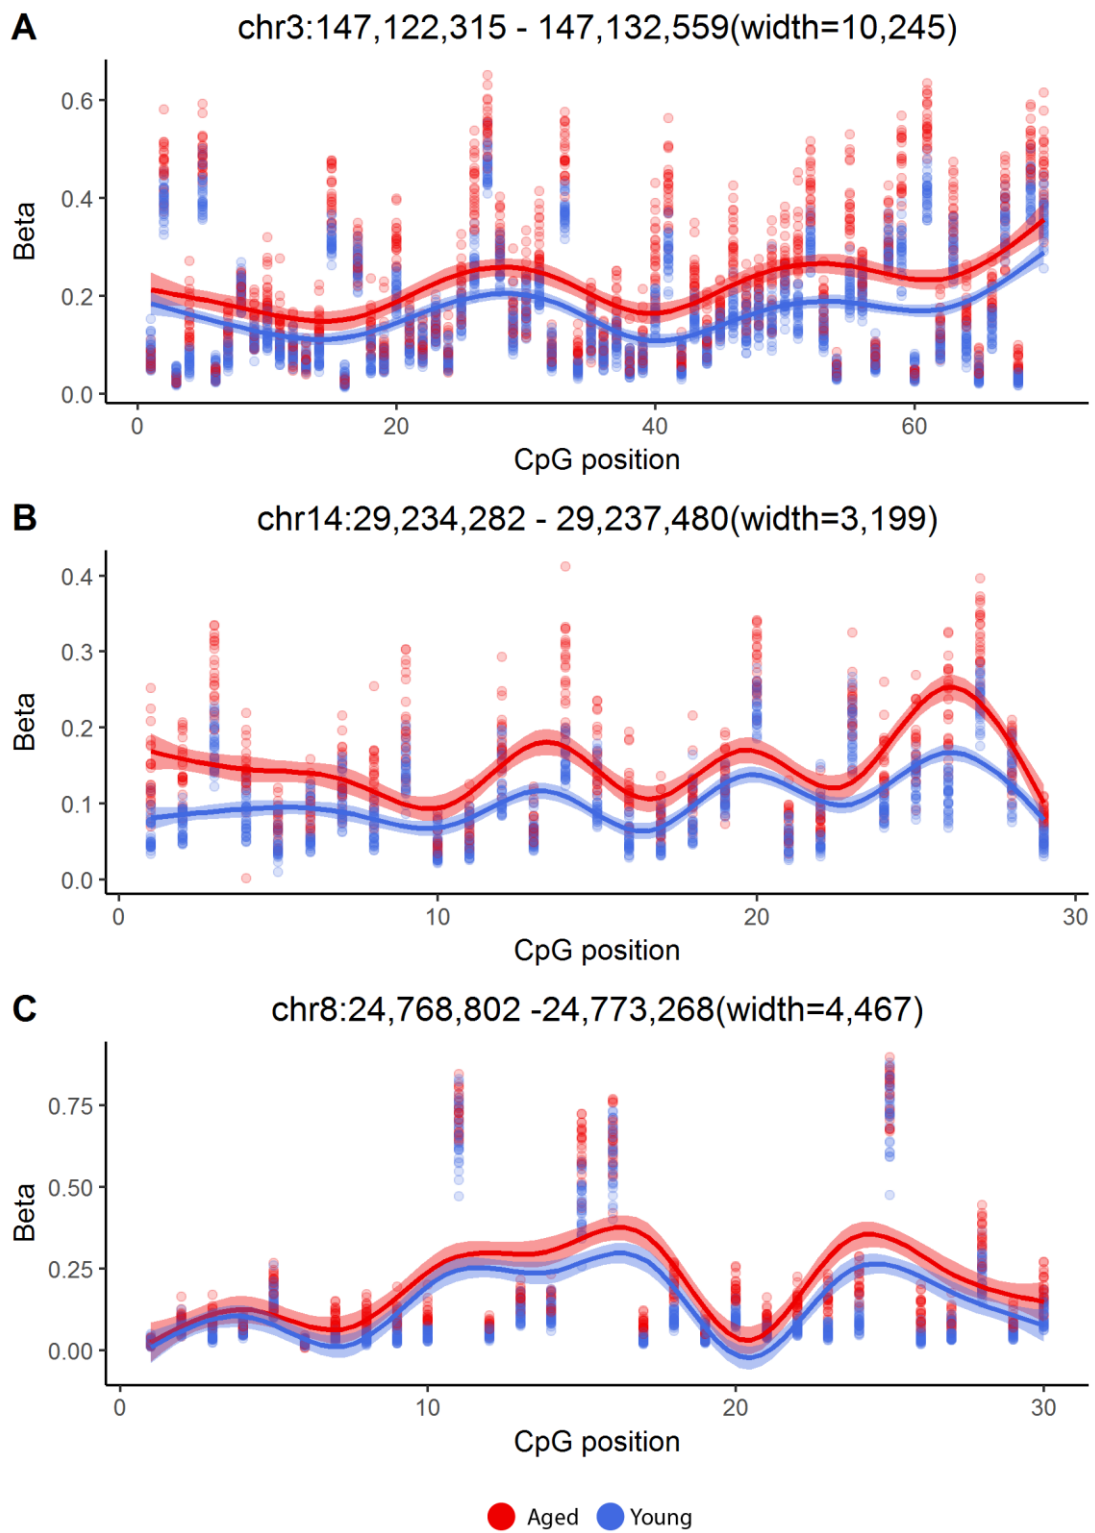 A
chr3:147,122,315 - 147,132,559(width=10,245)
Beta
0.6
0.4
0.2
0.0
0 20 40 60
CpG position
B
chr14:29,234,282 - 29,237,480(width=3,199)
Beta
0.4
0.3
0.2
0.1
0.0
0 10 20 30
CpG position
C
chr8:24,768,802 -24,773,268(width=4,467)
Beta
0.75
0.50
0.25
0.00
0 10 20 30
CpG position
Aged Young